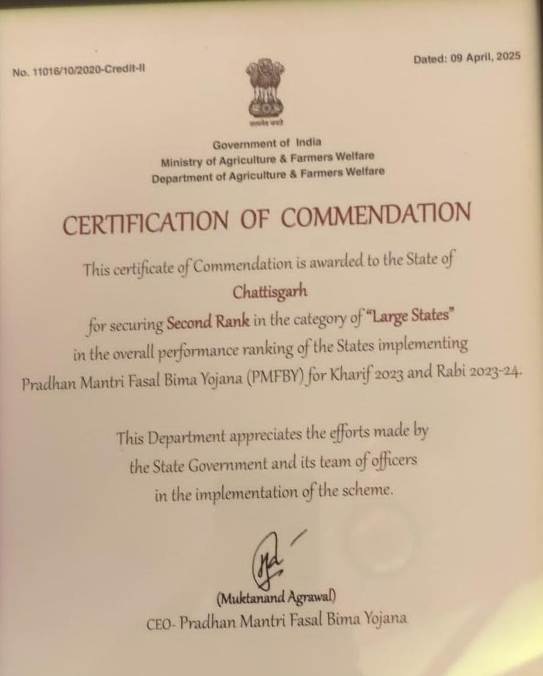 No. 11016/10/2020-Credit-II
Dated: 09 April, 2025
सत्यमेव जयते
Government of India
Ministry of Agriculture & Farmers Welfare
Department of Agriculture & Farmers Welfare
CERTIFICATION OF COMMENDATION
This certificate of Commendation is awarded to the State of
Chattisgarh
for securing Second Rank in the category of “Large States”
in the overall performance ranking of the States implementing
Pradhan Mantri Fasal Bima Yojana (PMFBY) for Kharif 2023 and Rabi 2023-24.
This Department appreciates the efforts made by
the State Government and its team of officers
in the implementation of the scheme.
(Muktanand Agrawal)
CEO- Pradhan Mantri Fasal Bima Yojana